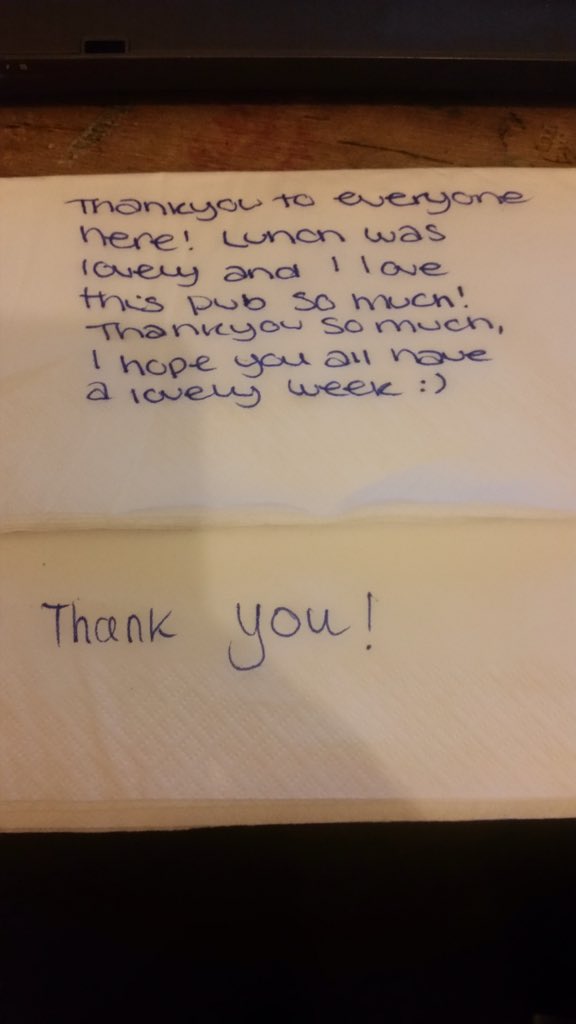 Thankyou to everyone
here! Lunch was
lovely and I love
this pub so much!
Thankyou so much,
I hope you all have
a lovely week :)
Thank you!